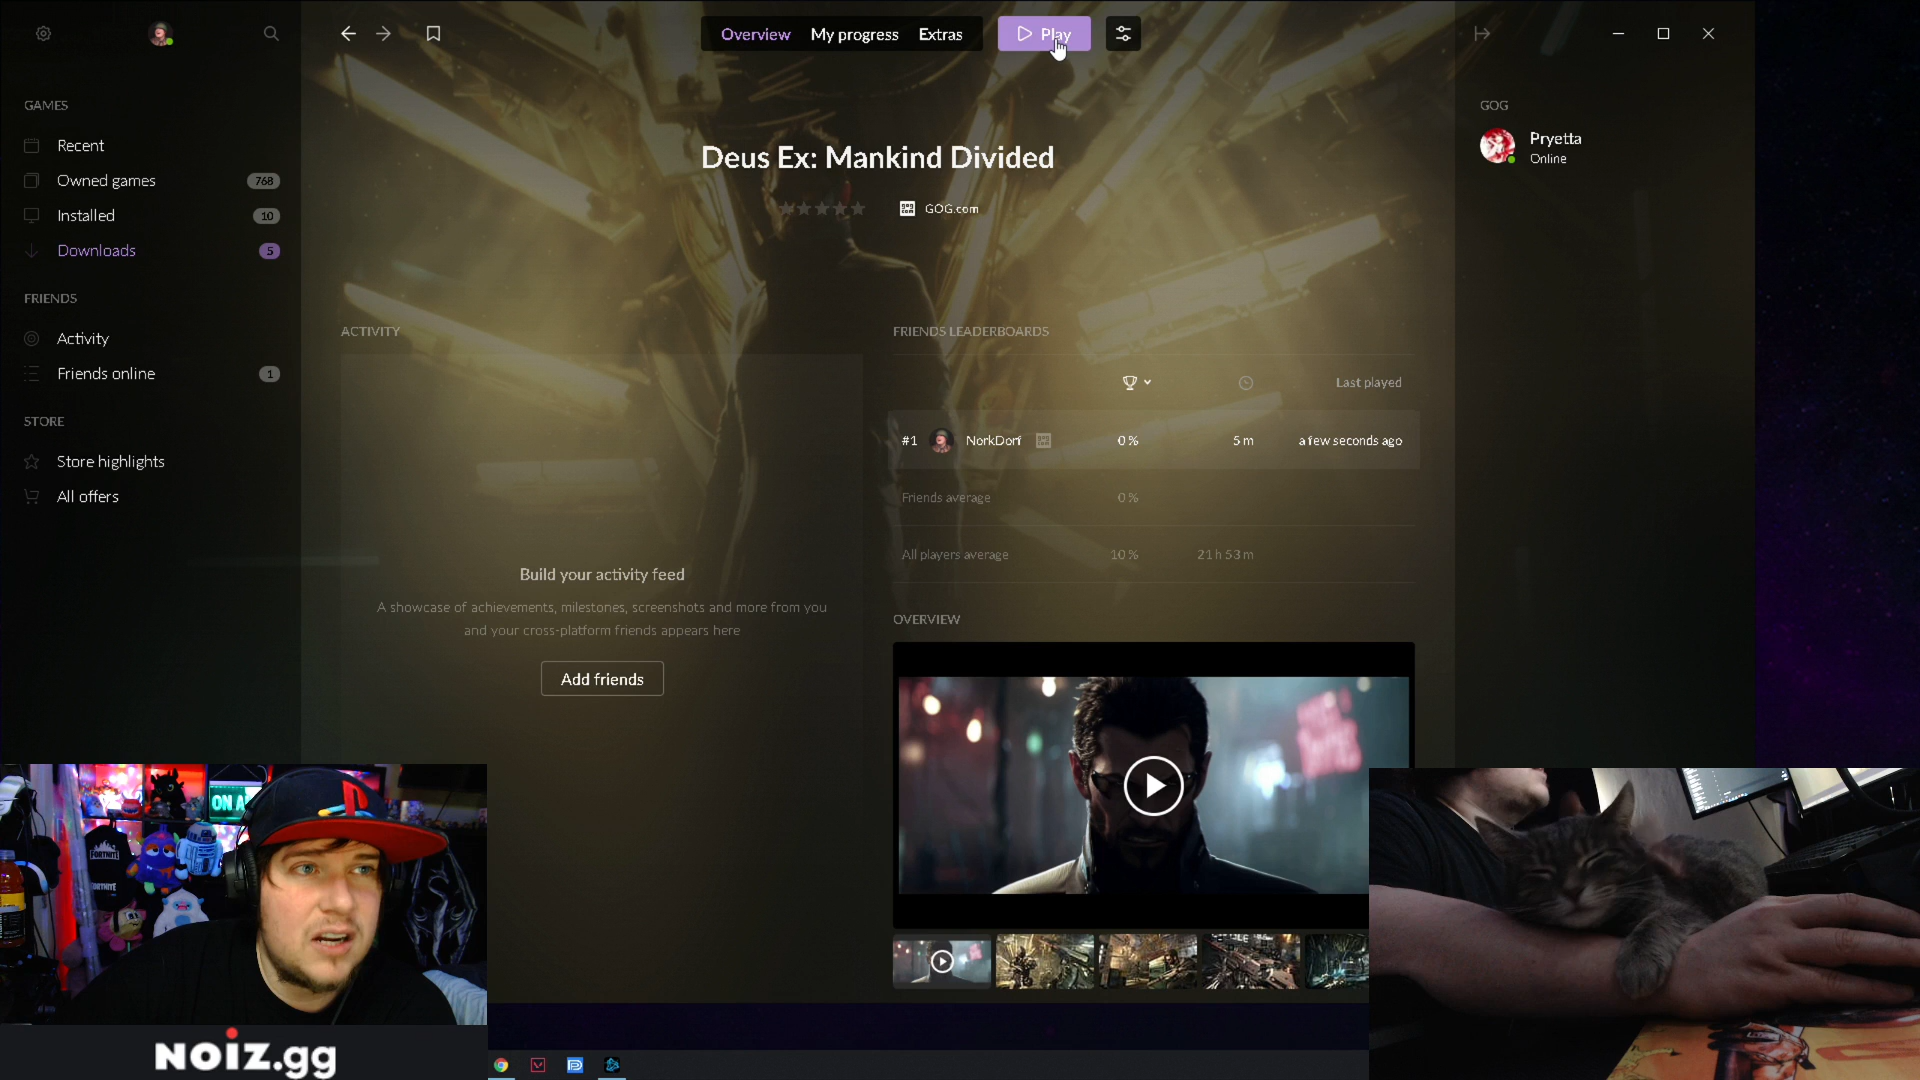 Overview My progress Extras Play
GAMES
Recent
Owned games 768
Installed 10
Downloads 5
FRIENDS
Activity
Friends online 1
STORE
Store highlights
All offers
Deus Ex: Mankind Divided
GOG.com
ACTIVITY
Build your activity feed
A showcase of achievements, milestones, screenshots and more from you
and your cross-platform friends appears here
Add friends
FRIENDS LEADERBOARDS
Last played
#1 NorkDorf 0 % 5 m a few seconds ago
Friends average 0 %
All players average 10 % 21 h 53 m
OVERVIEW
GOG
Pryetta
Online
ON A
FORTNITE
FORTNITE
NOIZ.gg